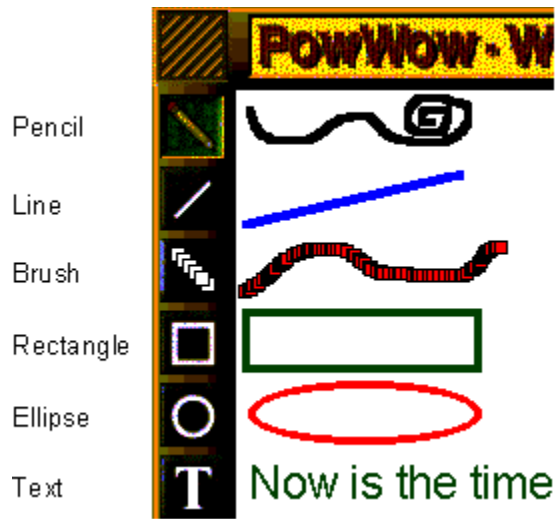 PowWow - W
Pencil
Line
Brush
Rectangle
Ellipse
Text
T
Now is the time